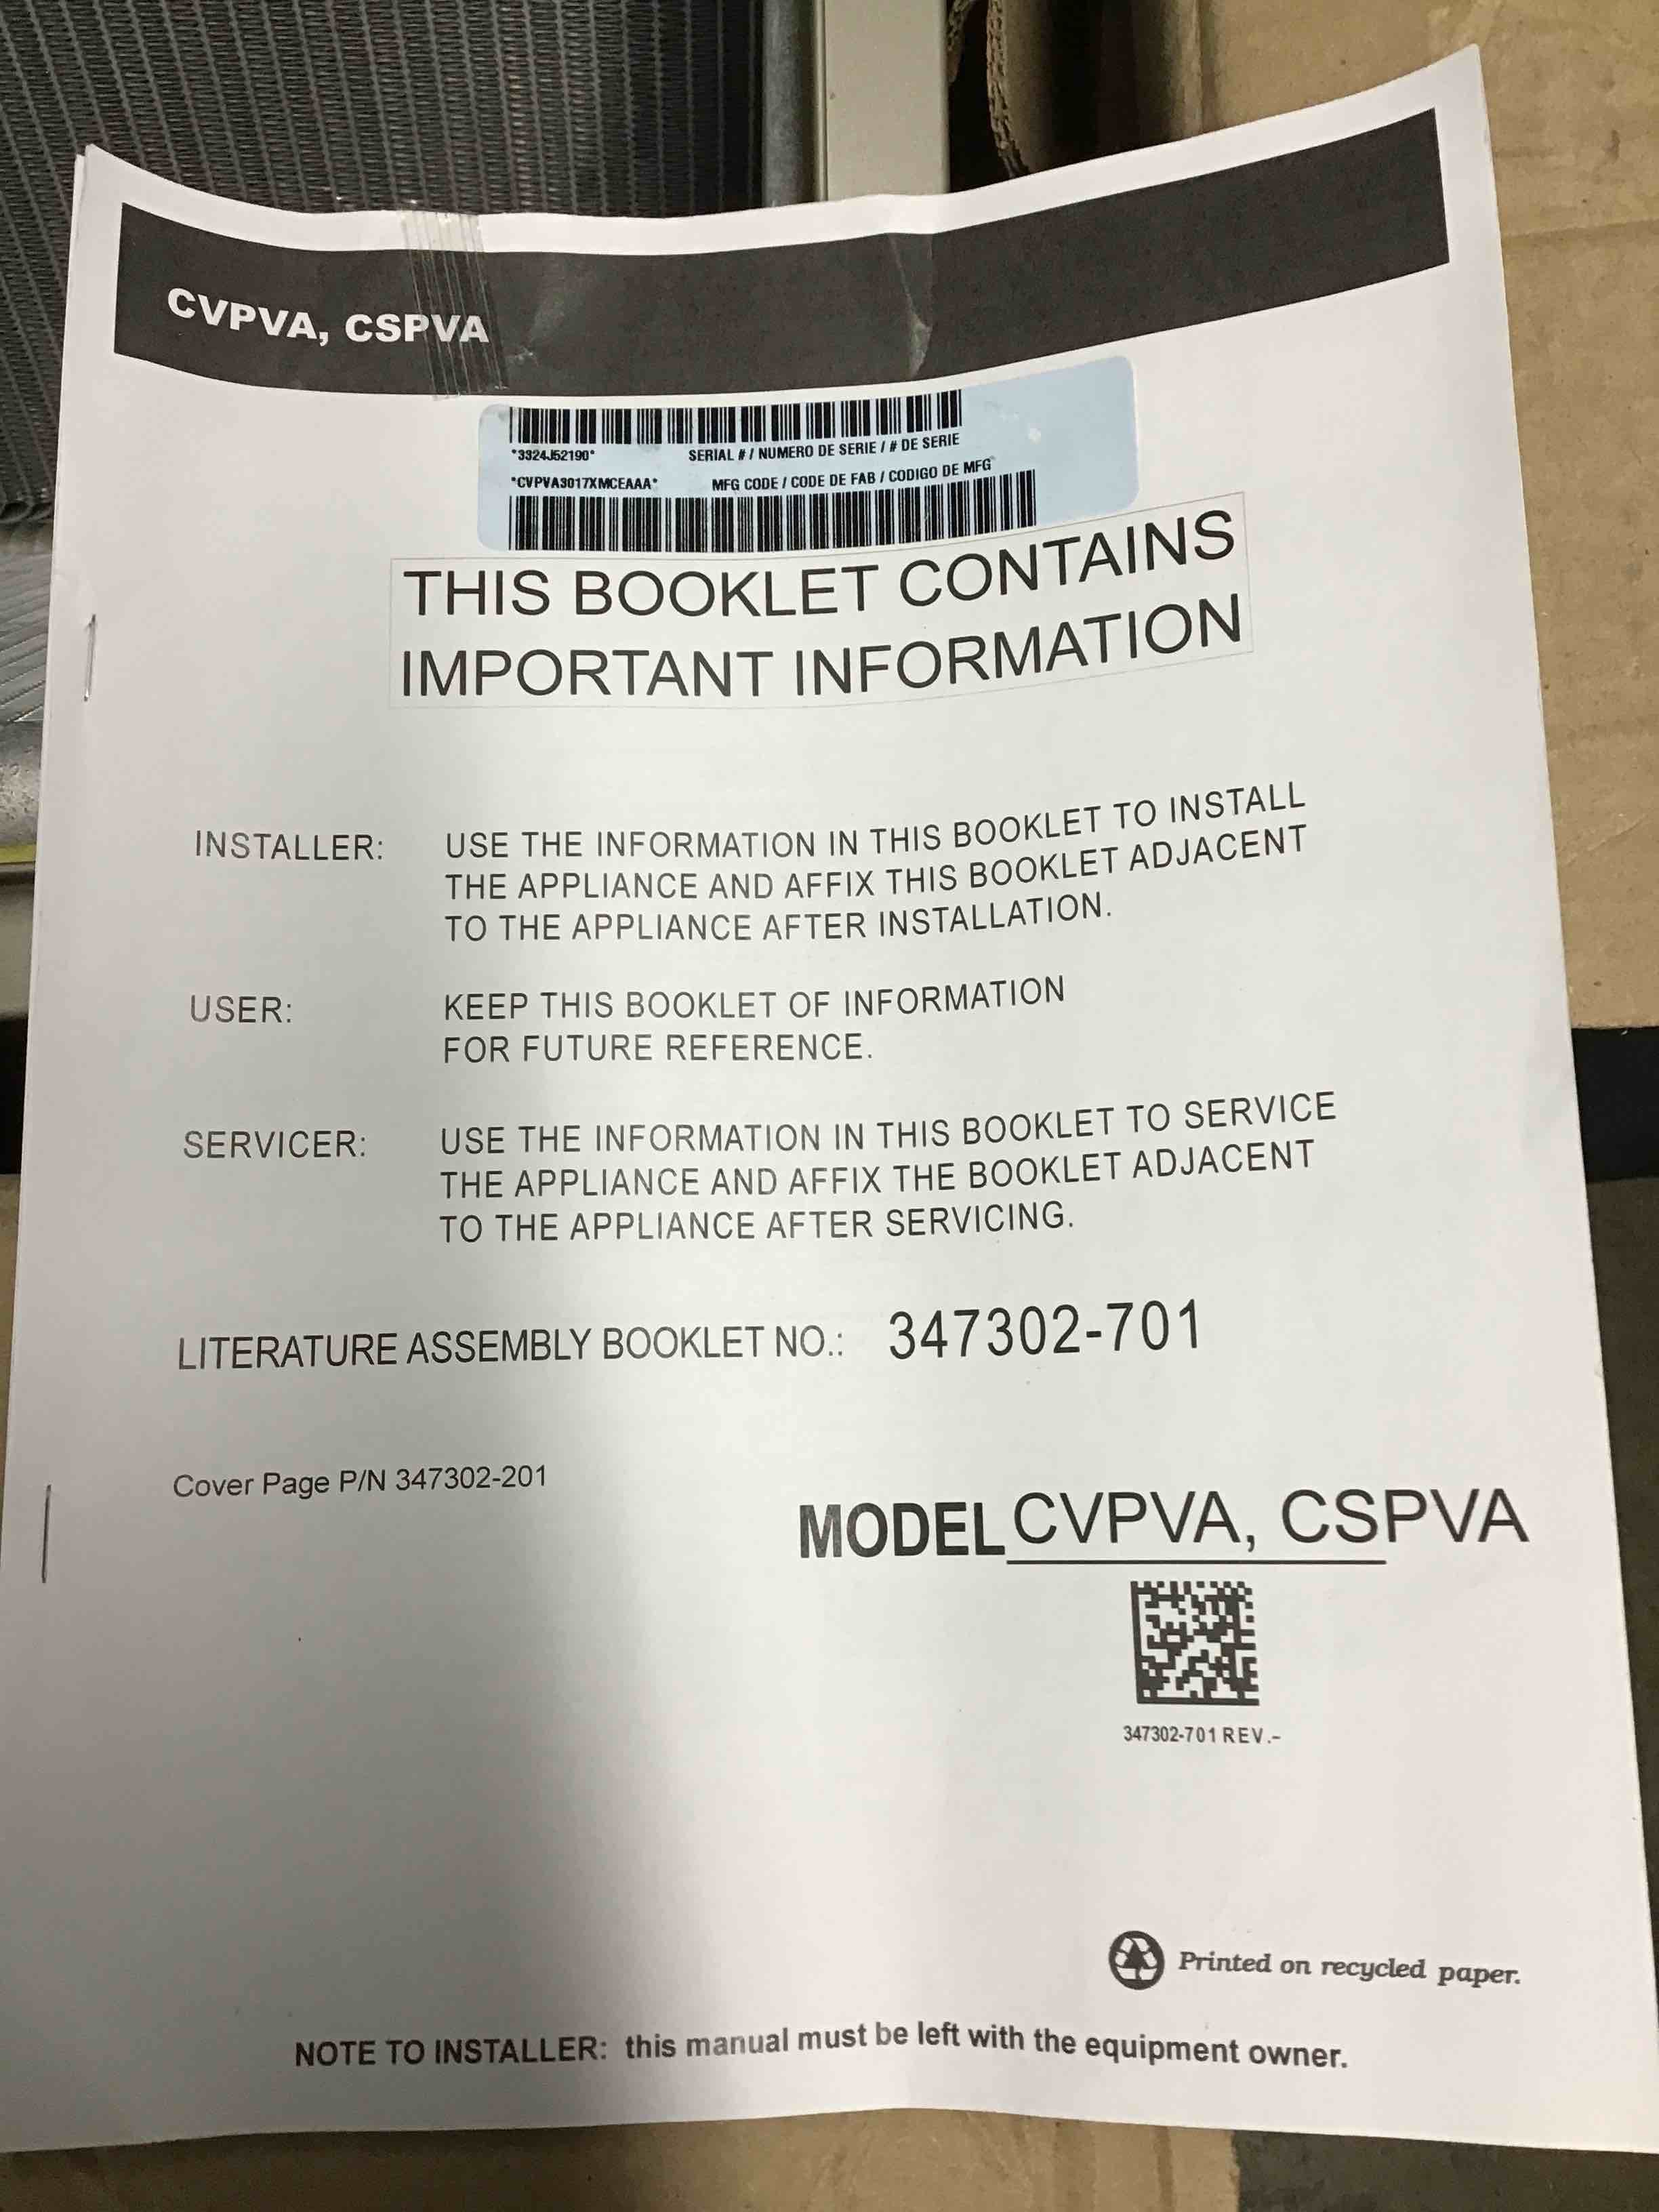 CVPVA, CSPVA
*3324J52190* SERIAL # / NUMERO DE SERIE / # DE SERIE
*CVPVA3017XMCEAAA* MFG CODE / CODE DE FAB / CODIGO DE MFG
THIS BOOKLET CONTAINS
IMPORTANT INFORMATION
INSTALLER: USE THE INFORMATION IN THIS BOOKLET TO INSTALL
THE APPLIANCE AND AFFIX THIS BOOKLET ADJACENT
TO THE APPLIANCE AFTER INSTALLATION.
USER: KEEP THIS BOOKLET OF INFORMATION
FOR FUTURE REFERENCE.
SERVICER: USE THE INFORMATION IN THIS BOOKLET TO SERVICE
THE APPLIANCE AND AFFIX THE BOOKLET ADJACENT
TO THE APPLIANCE AFTER SERVICING.
LITERATURE ASSEMBLY BOOKLET NO.: 347302-701
Cover Page P/N 347302-201
MODEL CVPVA, CSPVA
347302-701 REV.-
Printed on recycled paper.
NOTE TO INSTALLER: this manual must be left with the equipment owner.